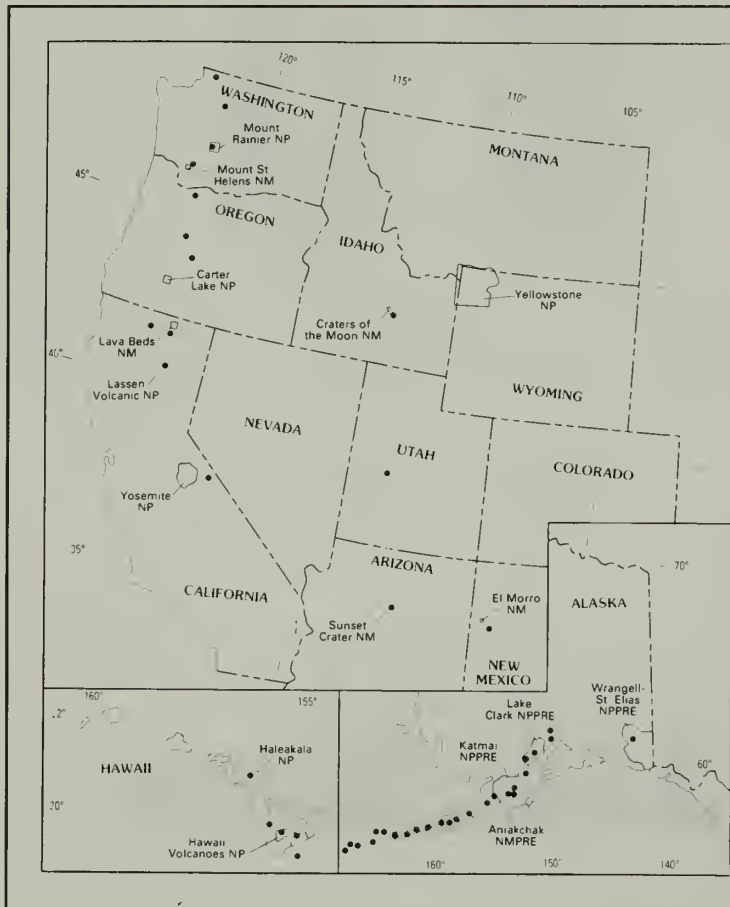 120°
115°
110°
105°
WASHINGTON
Mount
Rainier NP
MONTANA
45°
Mount St
Helens NM
OREGON
IDAHO
Carter
Lake NP
Yellowstone
NP
Craters of
the Moon NM
Lava Beds
NM
40°
Lassen
Volcanic NP
WYOMING
NEVADA
UTAH
COLORADO
Yosemite
NP
35°
ARIZONA
70°
CALIFORNIA
El Morro
NM
ALASKA
Sunset
Crater NM
NEW
MEXICO
Wrangell-
St Elias
NPPRE
160°
155°
Lake
Clark NPPRE
.2°
Haleakala
NP
Katmai
NPPRE
HAWAII
60°
20°
Aniakchak
NMPRE
Hawaii
Volcanoes NP
160°
150°
140°